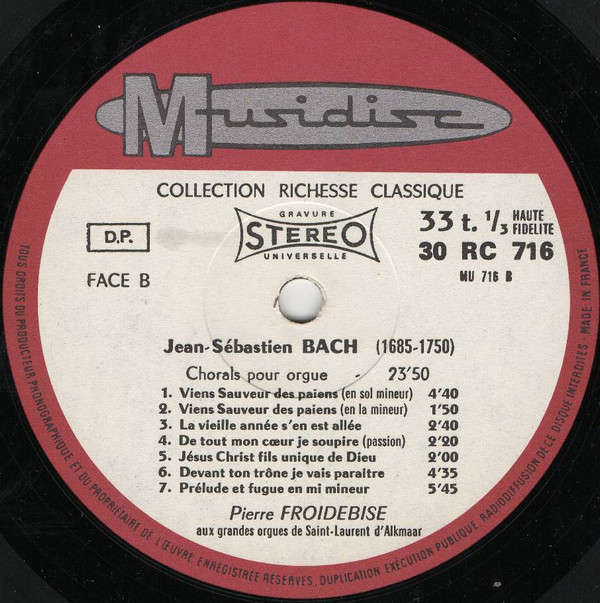 Musidisc
COLLECTION RICHESSE CLASSIQUE
D.P.
GRAVURE
STEREO
UNIVERSELLE
33 t. 1/3 HAUTE FIDELITE
30 RC 716
FACE B
MU 716 B
Jean-Sébastien BACH (1685-1750)
Chorals pour orgue - 23'50
1. Viens Sauveur des païens (en sol mineur) 4'40
2. Viens Sauveur des païens (en la mineur) 1'50
3. La vieille année s'en est allée 2'40
4. De tout mon cœur je soupire (passion) 2'20
5. Jésus Christ fils unique de Dieu 2'00
6. Devant ton trône je vais paraître 4'35
7. Prélude et fugue en mi mineur 5'45
Pierre FROIDEBISE
aux grandes orgues de Saint-Laurent d'Alkmaar
TOUS DROITS DU PRODUCTEUR PHONOGRAPHIQUE ET DU PROPRIÉTAIRE DE L'ŒUVRE ENREGISTRÉE RÉSERVÉS, DUPLICATION EXÉCUTION PUBLIQUE, RADIODIFFUSION DE CE DISQUE INTERDITES - MADE IN FRANCE